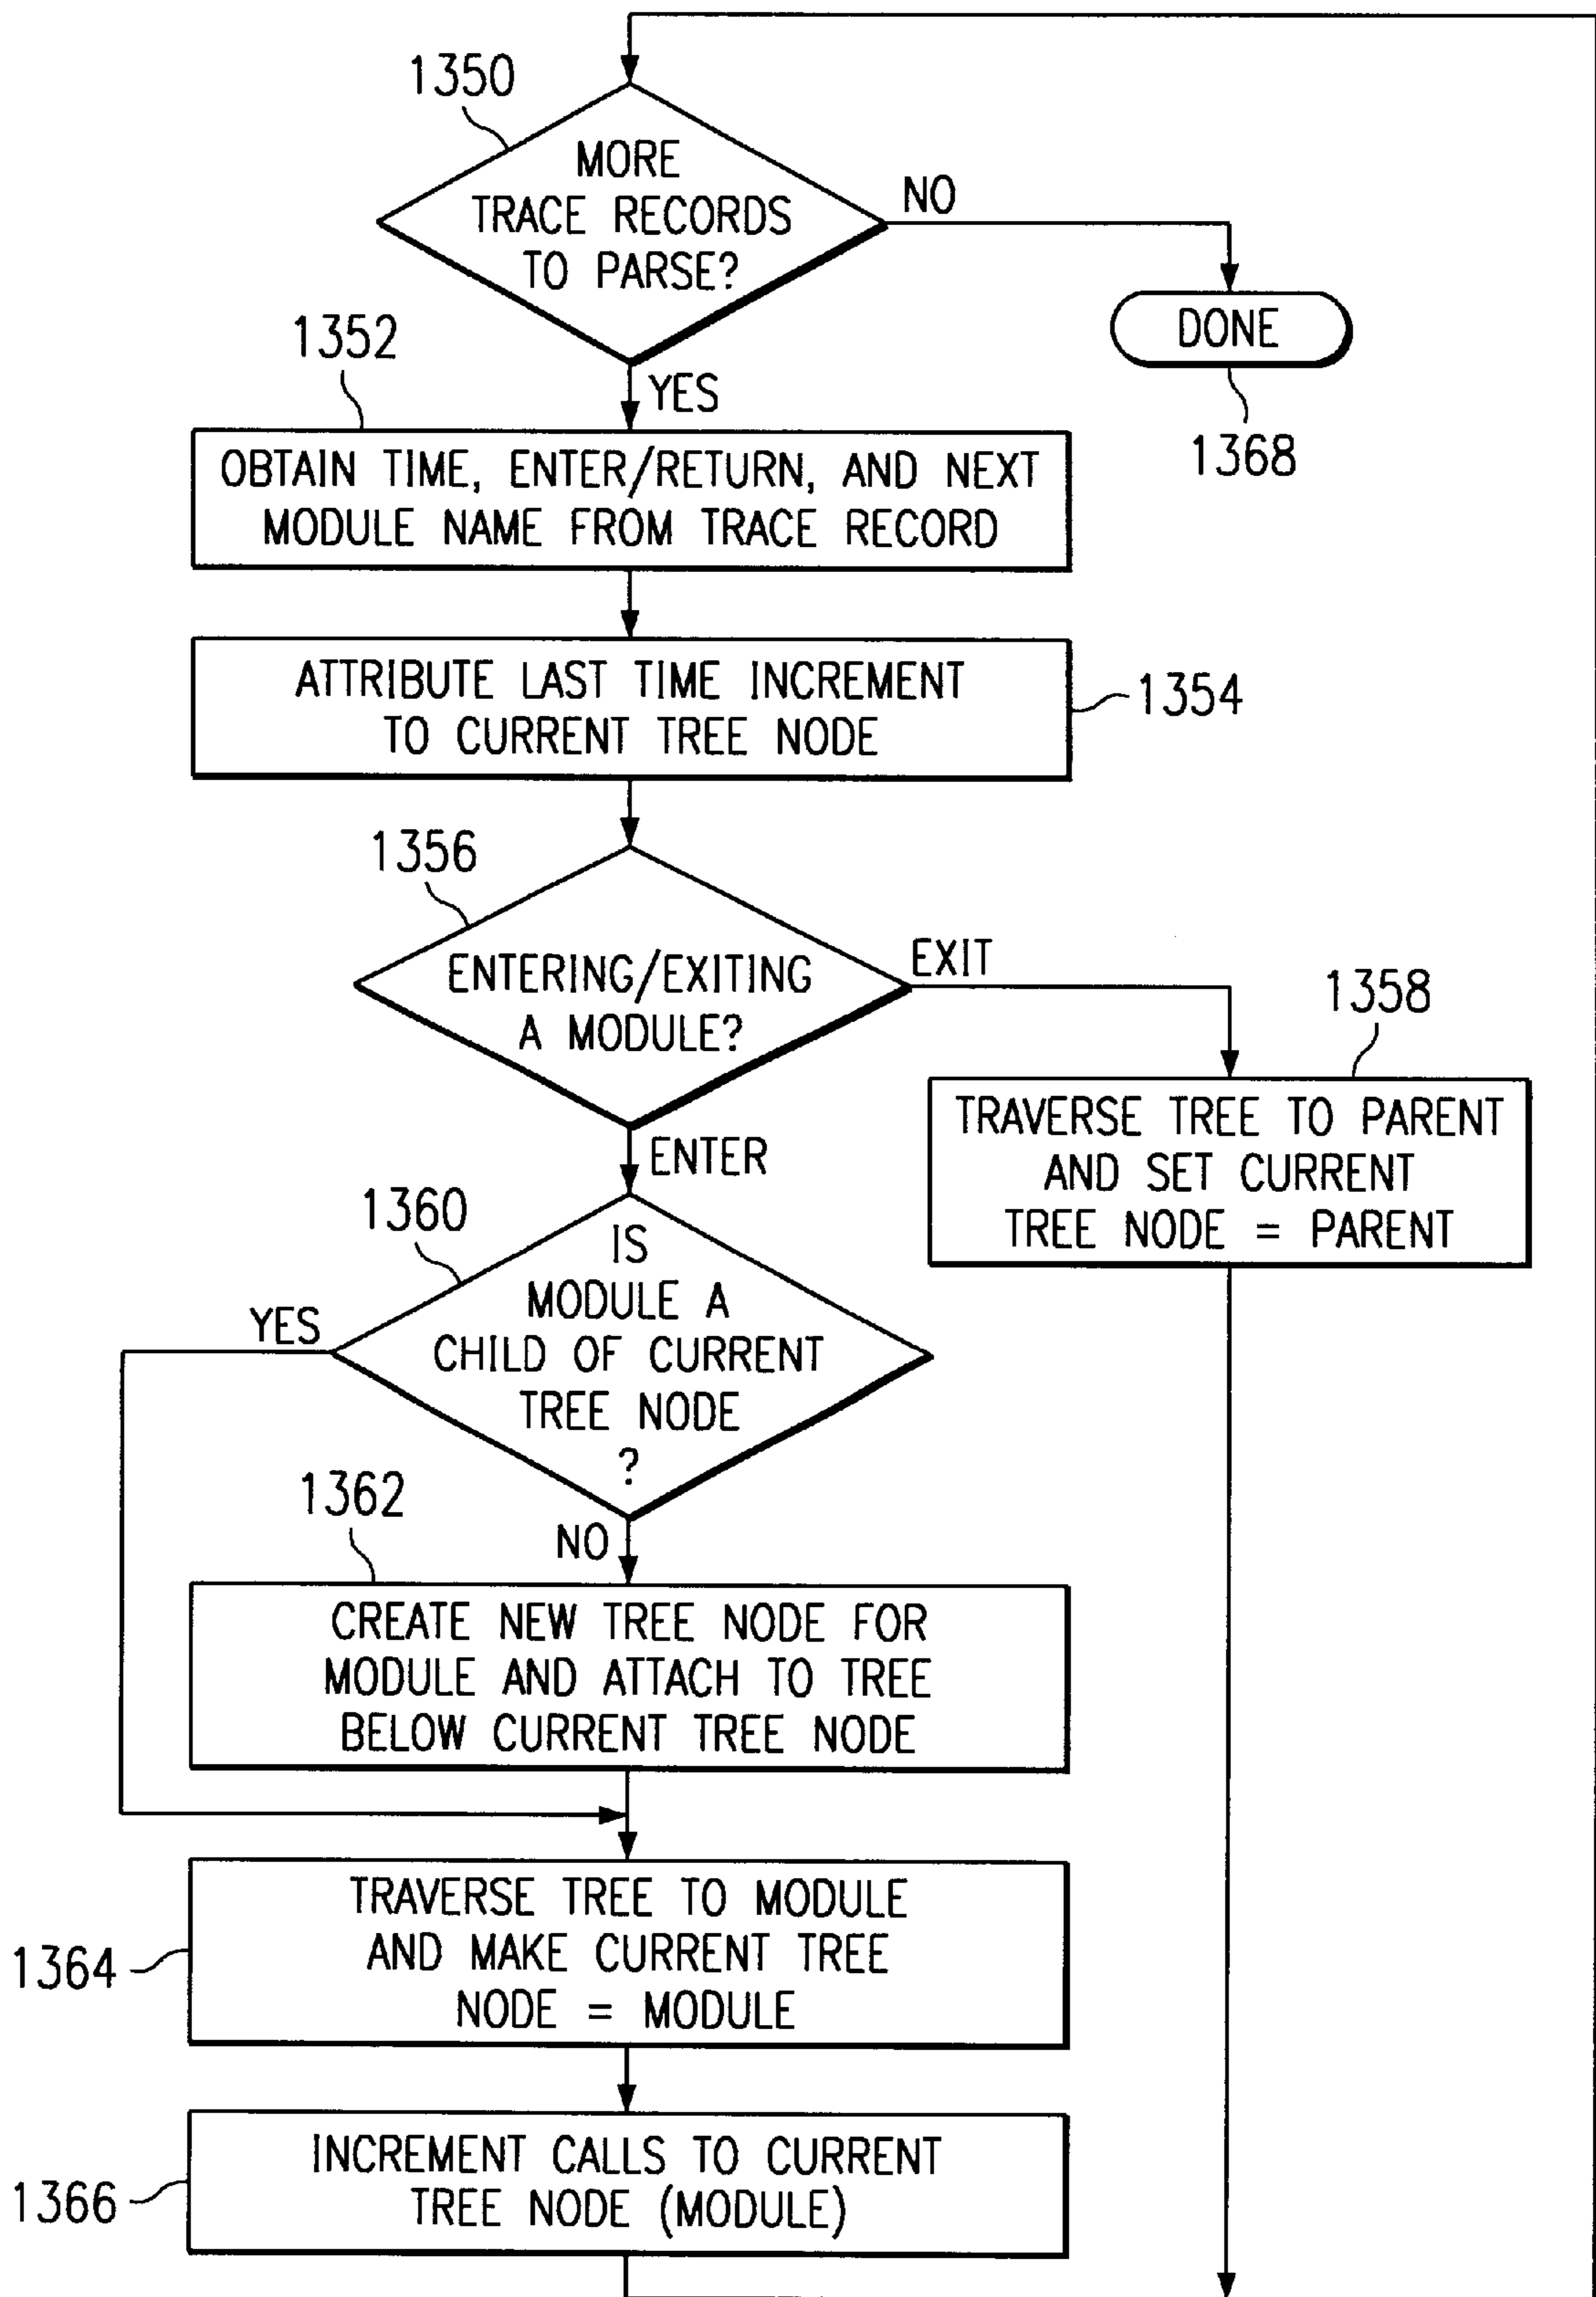 1350
MORE
TRACE RECORDS
TO PARSE?
NO
DONE
1368
YES
1352
OBTAIN TIME, ENTER/RETURN, AND NEXT
MODULE NAME FROM TRACE RECORD
ATTRIBUTE LAST TIME INCREMENT
TO CURRENT TREE NODE
1354
1356
ENTERING/EXITING
A MODULE?
EXIT
1358
TRAVERSE TREE TO PARENT
AND SET CURRENT
TREE NODE = PARENT
ENTER
1360
IS
MODULE A
CHILD OF CURRENT
TREE NODE
?
YES
NO
1362
CREATE NEW TREE NODE FOR
MODULE AND ATTACH TO TREE
BELOW CURRENT TREE NODE
TRAVERSE TREE TO MODULE
AND MAKE CURRENT TREE
NODE = MODULE
1364
INCREMENT CALLS TO CURRENT
TREE NODE (MODULE)
1366